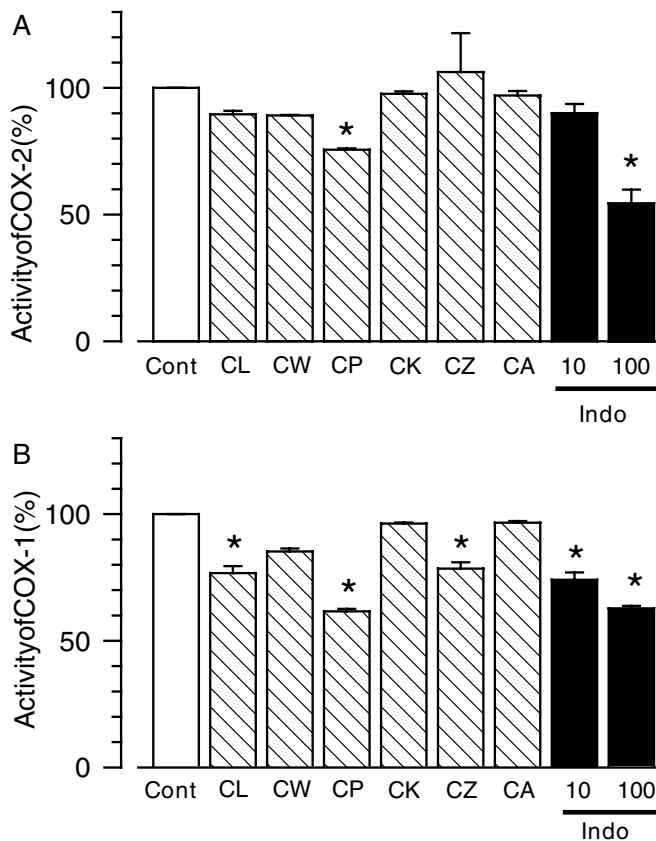 A
ActivityofCOX-2(%)
100
50
0
*
*
Cont CL CW CP CK CZ CA 10 100
Indo
B
ActivityofCOX-1(%)
100
50
0
* * * * *
Cont CL CW CP CK CZ CA 10 100
Indo